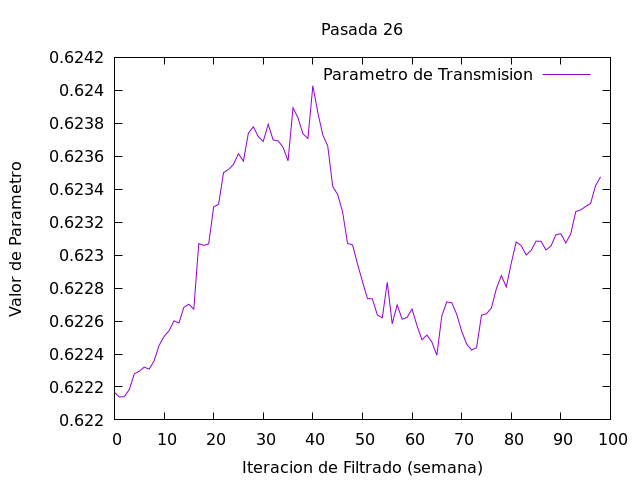 Pasada 26
0.6242
0.624
0.6238
0.6236
0.6234
0.6232
0.623
0.6228
0.6226
0.6224
0.6222
0.622
Parametro de Transmision
Valor de Parametro
0 10 20 30 40 50 60 70 80 90 100
Iteracion de Filtrado (semana)